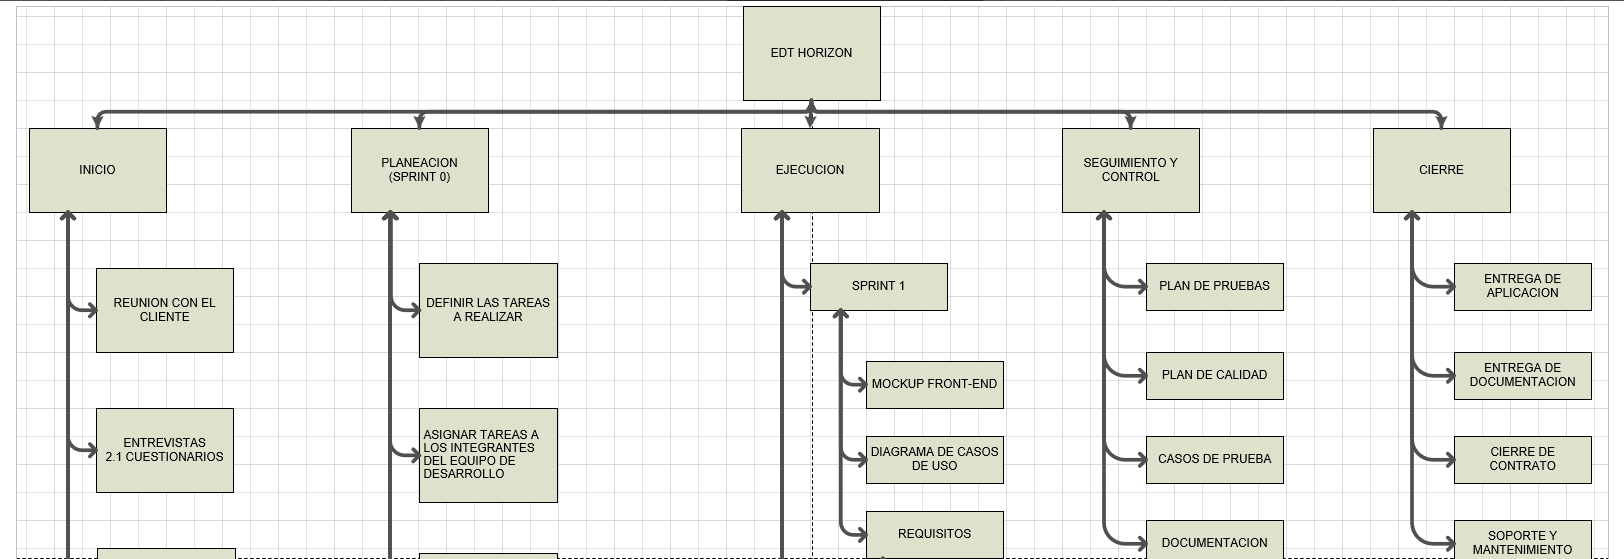 EDT HORIZON
INICIO
PLANEACION
(SPRINT 0)
EJECUCION
SEGUIMIENTO Y
CONTROL
CIERRE
REUNION CON EL
CLIENTE
ENTREVISTAS
2.1 CUESTIONARIOS
DEFINIR LAS TAREAS
A REALIZAR
ASIGNAR TAREAS A
LOS INTEGRANTES
DEL EQUIPO DE
DESARROLLO
SPRINT 1
MOCKUP FRONT-END
DIAGRAMA DE CASOS
DE USO
REQUISITOS
PLAN DE PRUEBAS
PLAN DE CALIDAD
CASOS DE PRUEBA
DOCUMENTACION
ENTREGA DE
APLICACION
ENTREGA DE
DOCUMENTACION
CIERRE DE
CONTRATO
SOPORTE Y
MANTENIMIENTO